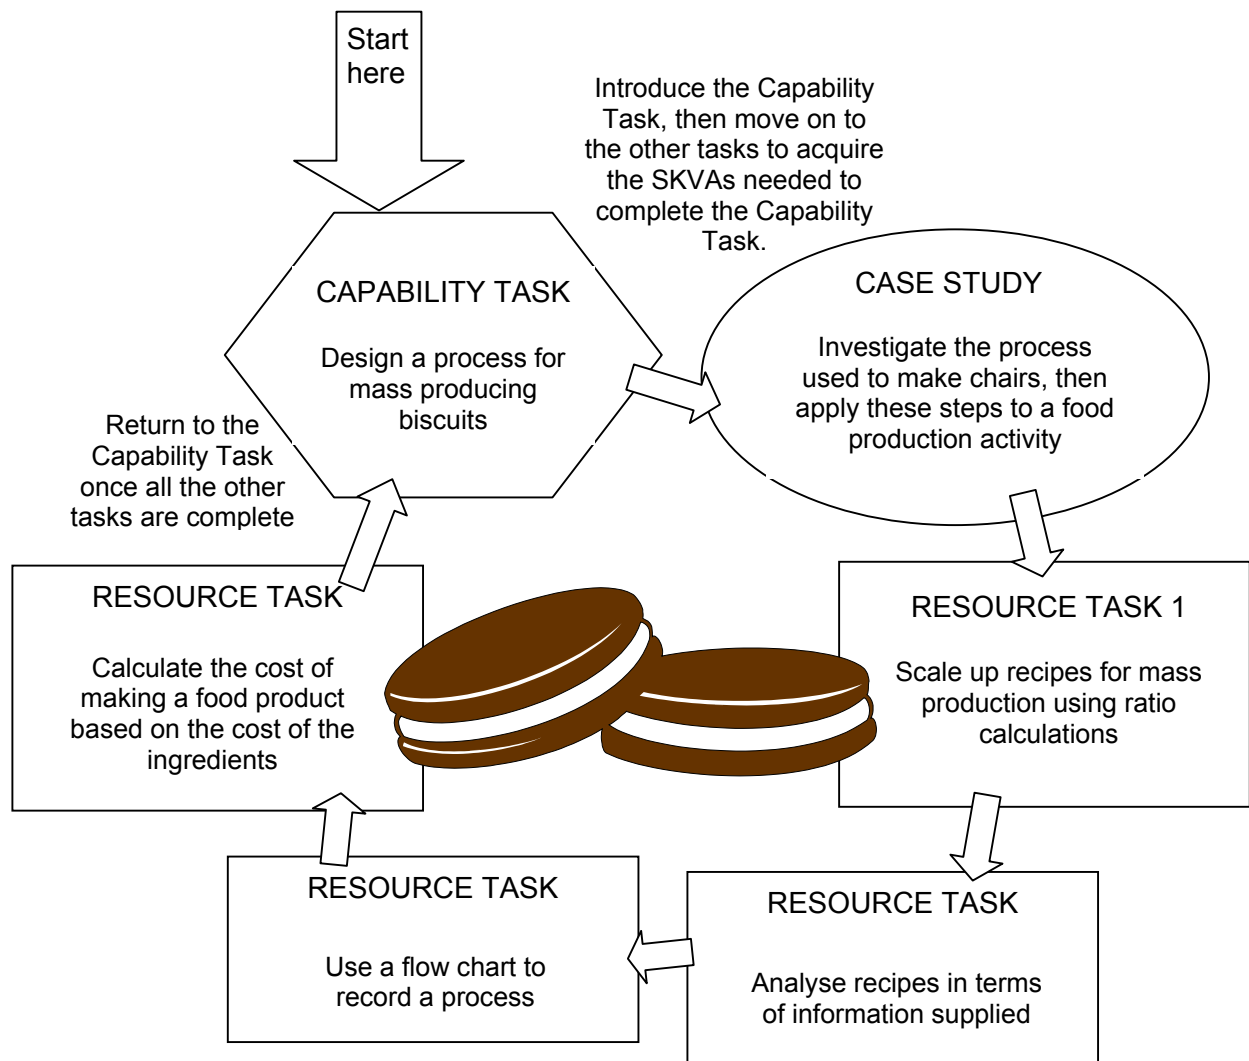 Start
here
Introduce the Capability
Task, then move on to
the other tasks to acquire
the SKVAs needed to
complete the Capability
Task.
CAPABILITY TASK
Design a process for
mass producing
biscuits
CASE STUDY
Investigate the process
used to make chairs, then
apply these steps to a food
production activity
Return to the
Capability Task
once all the other
tasks are complete
RESOURCE TASK
Calculate the cost of
making a food product
based on the cost of the
ingredients
RESOURCE TASK 1
Scale up recipes for mass
production using ratio
calculations
RESOURCE TASK
Use a flow chart to
record a process
RESOURCE TASK
Analyse recipes in terms
of information supplied